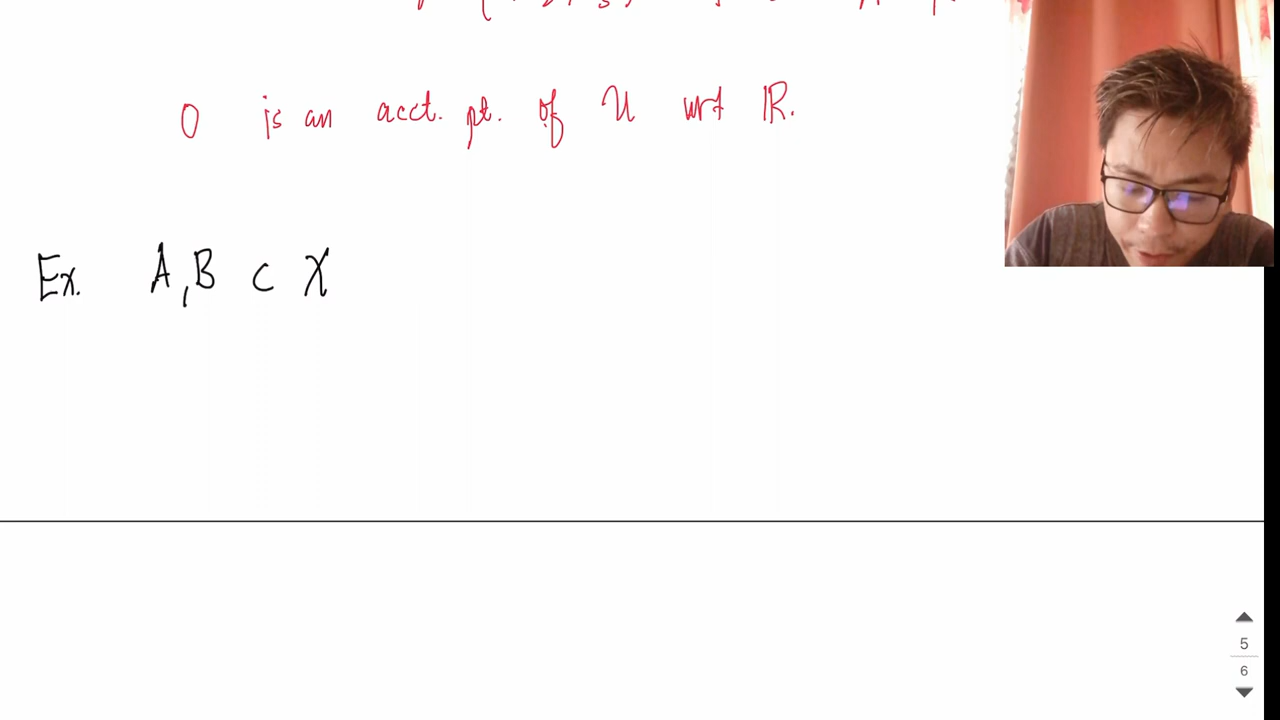 0 is an acct. pt. of U wrt ℝ.
Ex. A, B ⊂ X
5
6